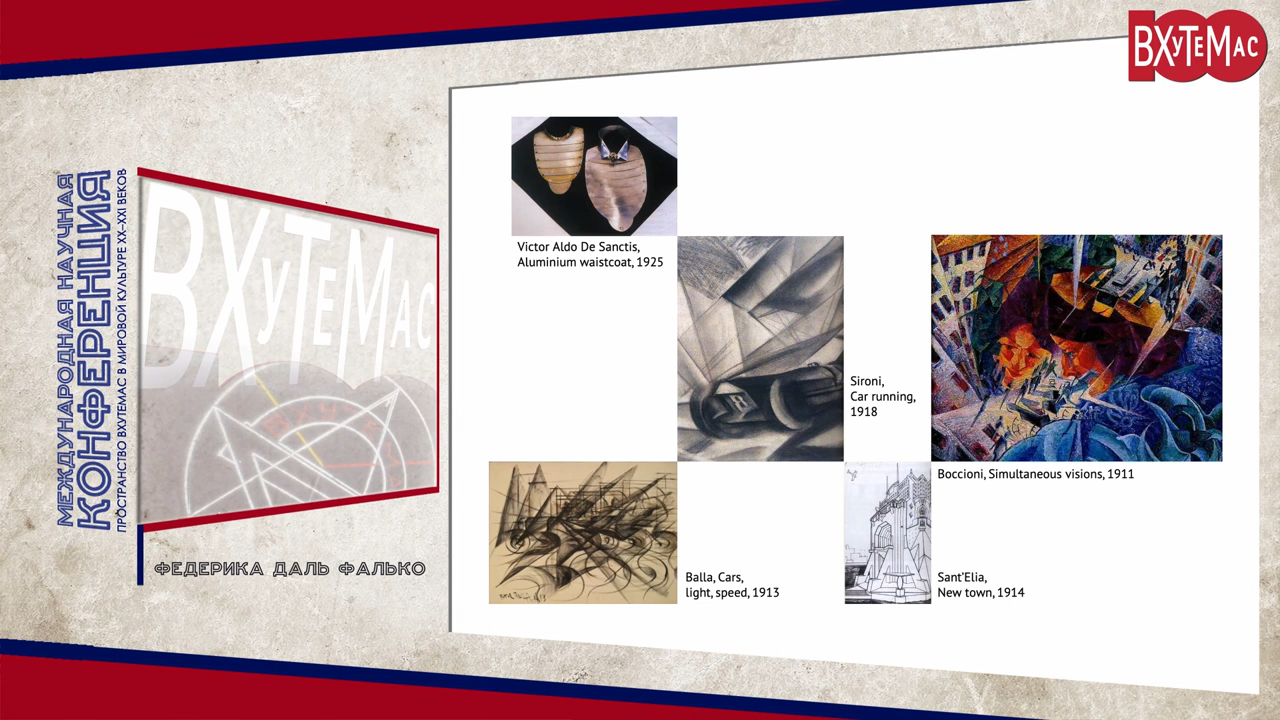 ВХУТЕМАС
МЕЖДУНАРОДНАЯ НАУЧНАЯ
КОНФЕРЕНЦИЯ
ПРОСТРАНСТВО ВХУТЕМАС В МИРОВОЙ КУЛЬТУРЕ XX–XXI ВЕКОВ
ВХУТЕМАС
ФЕДЕРИКА ДАЛЬ ФАЛЬКО
Victor Aldo De Sanctis,
Aluminium waistcoat, 1925
Sironi,
Car running,
1918
Boccioni, Simultaneous visions, 1911
Balla, Cars,
light, speed, 1913
Sant'Elia,
New town, 1914